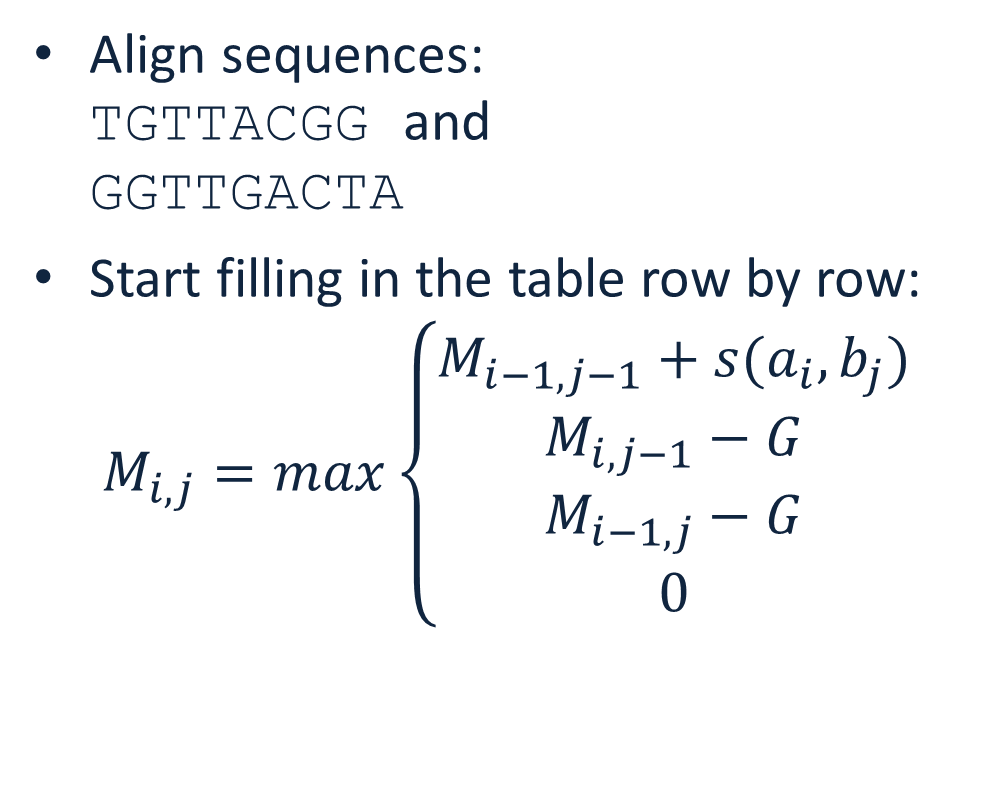 • Align sequences:
TGTTACGG and
GGTTGACTA
• Start filling in the table row by row:
M_{i,j} = max { M_{i−1,j−1} + s(a_i, b_j)
M_{i,j−1} − G
M_{i−1,j} − G
0